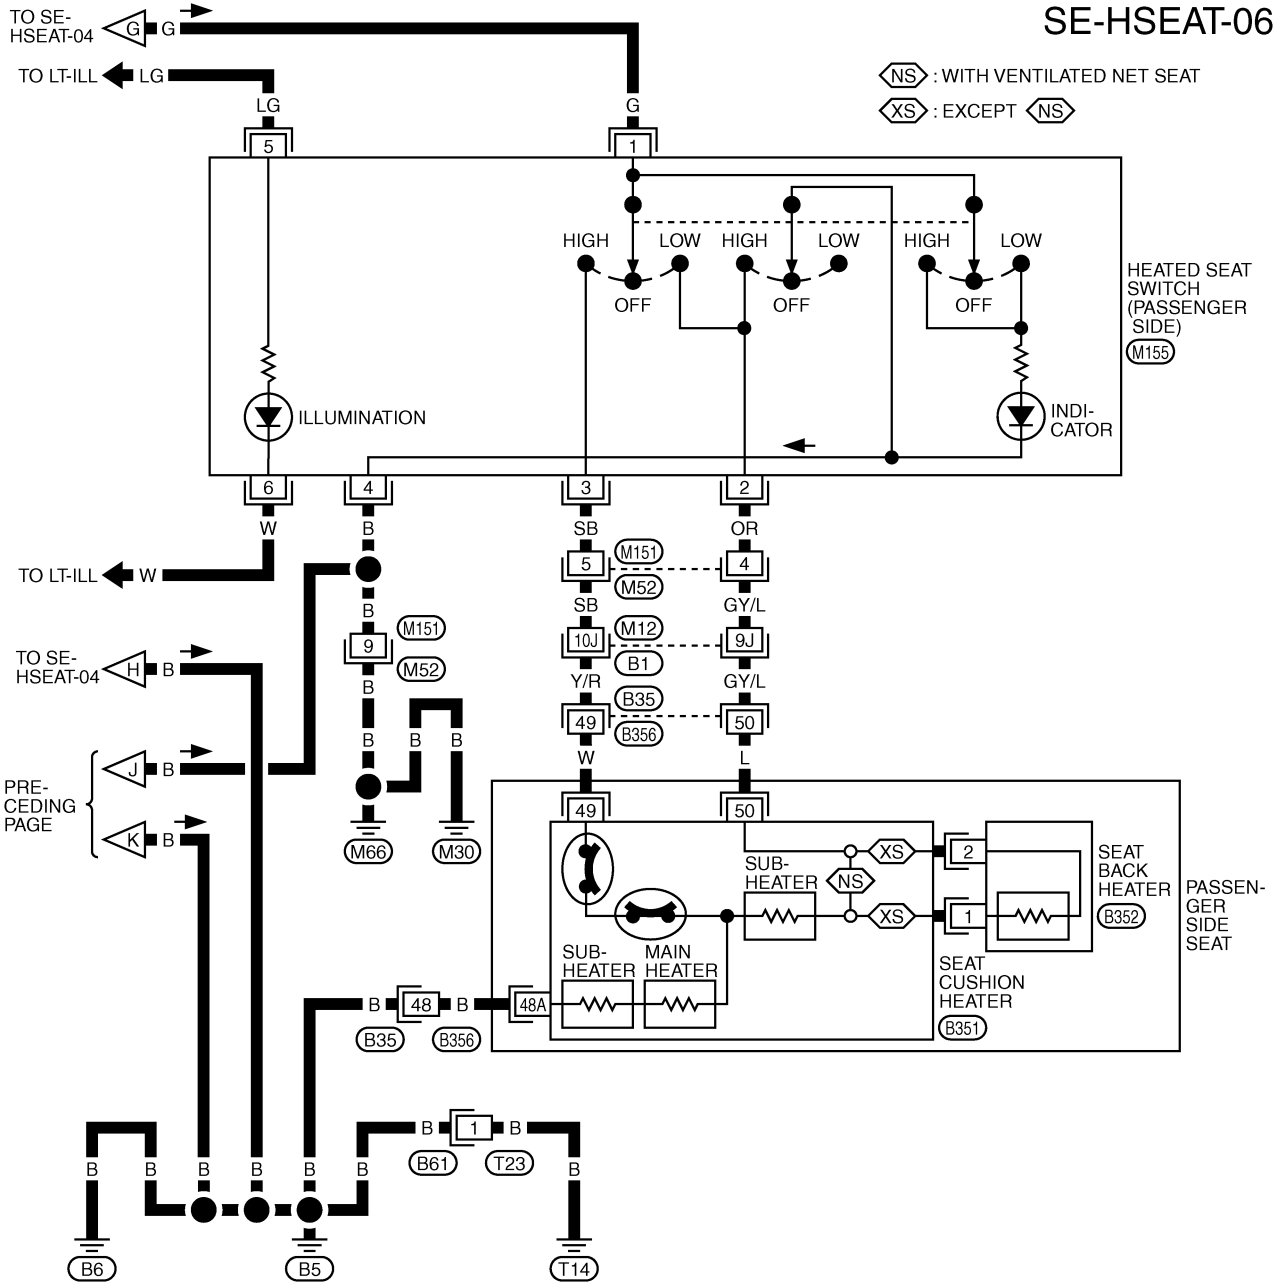 SE-HSEAT-06
TO SE-
HSEAT-04
G G
TO LT-ILL LG
NS : WITH VENTILATED NET SEAT
XS : EXCEPT NS
LG G
5 1
HIGH LOW HIGH LOW HIGH LOW
OFF OFF OFF
HEATED SEAT
SWITCH
(PASSENGER
SIDE)
M155
ILLUMINATION
INDI-
CATOR
6 4 3 2
W B SB OR
TO LT-ILL W
5 M151 4
M52
B SB GY/L
M151
9
M52
M12
10J 9J
B1
TO SE-
HSEAT-04
H B
B Y/R GY/L
B35
49 50
B356
B B B
W L
PRE-
CEDING
PAGE
J B
K B
M66 M30
49 50
SUB-
HEATER
XS
NS
XS
2
1
SEAT
BACK
HEATER
B352
PASSEN-
GER
SIDE
SEAT
SUB-
HEATER
MAIN
HEATER
SEAT
CUSHION
HEATER
B351
B 48 B 48A
B35 B356
B 1 B
B61 T23
B B B B B B B
B6 B5 T14